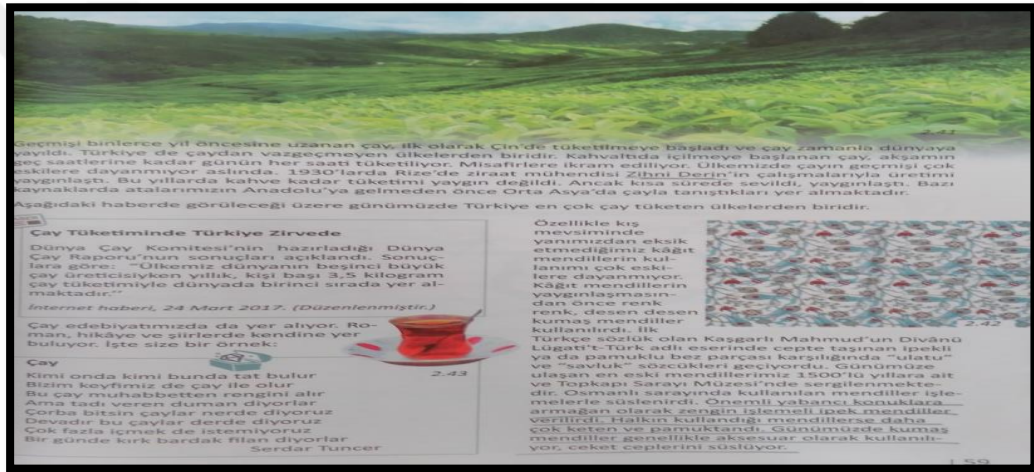 2.41
Geçmişi binlerce yıl öncesine uzanan çay, ilk olarak Çin'de tüketilmeye başladı ve çay zamanla dünyaya
yayıldı. Türkiye de çaydan vazgeçmeyen ülkelerden biridir. Kahvaltıda içilmeye başlanan çay, akşamın
geç saatlerine kadar günün her saati tüketiliyor. Misafirlere ikram ediliyor. Ülkemizde çayın geçmişi çok
eskilere dayanmıyor aslında. 1930'larda Rize'de ziraat mühendisi Zihni Derin'in çalışmalarıyla üretimi
yaygınlaştı. Bu yıllarda kahve kadar tüketimi yaygın değildi. Ancak kısa sürede sevildi, yaygınlaştı. Bazı
kaynaklarda atalarımızın Anadolu'ya gelmeden önce Orta Asya'da çayla tanıştıkları yer almaktadır.
Aşağıdaki haberde görüleceği üzere günümüzde Türkiye en çok çay tüketen ülkelerden biridir.
Çay Tüketiminde Türkiye Zirvede
Dünya Çay Komitesi'nin hazırladığı Dünya
Çay Raporu'nun sonuçları açıklandı. Sonuç-
lara göre: "Ülkemiz dünyanın beşinci büyük
çay üreticisiyken yıllık, kişi başı 3,5 kilogram
çay tüketimiyle dünyada birinci sırada yer al-
maktadır."
İnternet haberi, 24 Mart 2017. (Düzenlenmiştir.)
Çay edebiyatımızda da yer alıyor. Ro-
man, hikâye ve şiirlerde kendine yer
buluyor. İşte size bir örnek:
2.43
Çay
Kimi onda kimi bunda tat bulur
Bizim keyfimiz de çay ile olur
Bu çay muhabbetten rengini alır
Ama tadı veren duman diyorlar
Çorba bitsin çaylar nerde diyoruz
Devadır bu çaylar derde diyoruz
Çok fazla içmek de istemiyoruz
Bir günde kırk bardak filan diyorlar
Serdar Tuncer
Özellikle kış
mevsiminde
yanımızdan eksik
etmediğimiz kâğıt
mendillerin kul-
lanımı çok eski-
lere dayanmıyor.
Kâğıt mendillerin
yaygınlaşmasın-
dan önce renk
renk, desen desen
kumaş mendiller
kullanılırdı. İlk
2.42
Türkçe sözlük olan Kaşgarlı Mahmud'un Divânü
Lügati't-Türk adlı eserinde cepte taşınan ipekli
ya da pamuklu bez parçası karşılığında "ulatu"
ve "savluk" sözcükleri geçiyordu. Günümüze
ulaşan en eski mendillerimiz 1500'lü yıllara ait
ve Topkapı Sarayı Müzesi'nde sergilenmekte-
dir. Osmanlı sarayında kullanılan mendiller işle-
melerle süslenirdi. Önemli yabancı konuklara
armağan olarak zengin işlemeli ipek mendiller
verilirdi. Halkın kullandığı mendillerse daha
çok keten ve pamuktandı. Günümüzde kumaş
mendiller genellikle aksesuar olarak kullanılı-
yor, ceket ceplerini süslüyor.
59